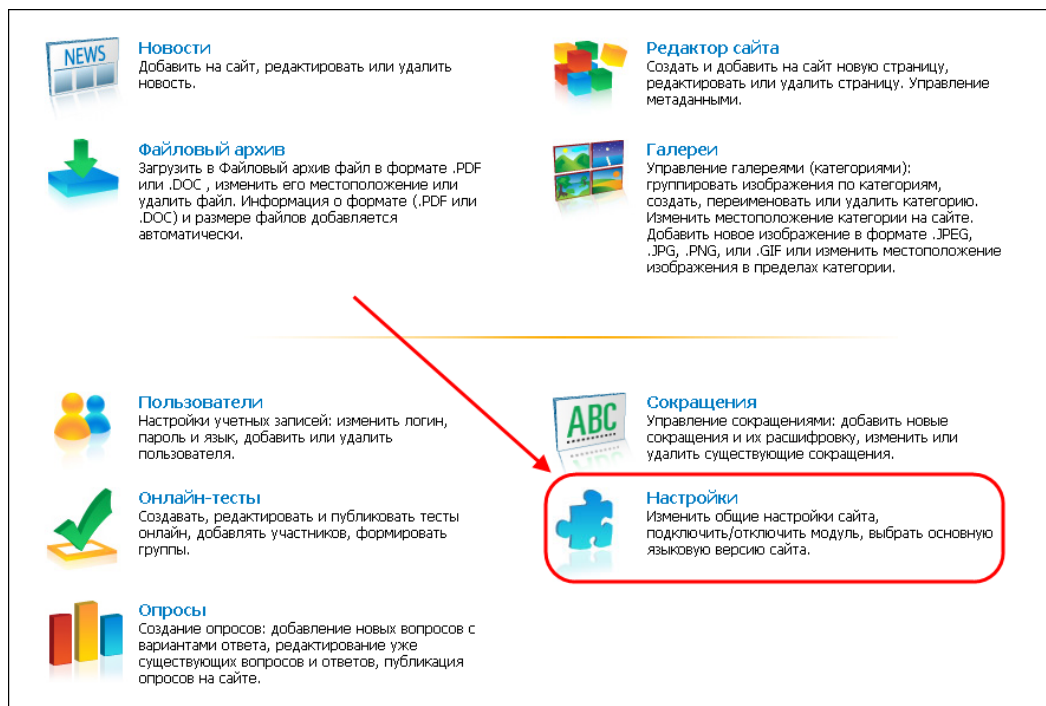 NEWS
Новости
Добавить на сайт, редактировать или удалить
новость.
Редактор сайта
Создать и добавить на сайт новую страницу,
редактировать или удалить страницу. Управление
метаданными.
Файловый архив
Загрузить в Файловый архив файл в формате .PDF
или .DOC , изменить его местоположение или
удалить файл. Информация о формате (.PDF или
.DOC) и размере файлов добавляется
автоматически.
Галереи
Управление галереями (категориями):
группировать изображения по категориям,
создать, переименовать или удалить категорию.
Изменить местоположение категории на сайте.
Добавить новое изображение в формате .JPEG,
.JPG, .PNG, или .GIF или изменить местоположение
изображения в пределах категории.
Пользователи
Настройки учетных записей: изменить логин,
пароль и язык, добавить или удалить
пользователя.
ABC
Сокращения
Управление сокращениями: добавить новые
сокращения и их расшифровку, изменить или
удалить существующие сокращения.
Онлайн-тесты
Создавать, редактировать и публиковать тесты
онлайн, добавлять участников, формировать
группы.
Настройки
Изменить общие настройки сайта,
подключить/отключить модуль, выбрать основную
языковую версию сайта.
Опросы
Создание опросов: добавление новых вопросов с
вариантами ответа, редактирование уже
существующих вопросов и ответов, публикация
опросов на сайте.